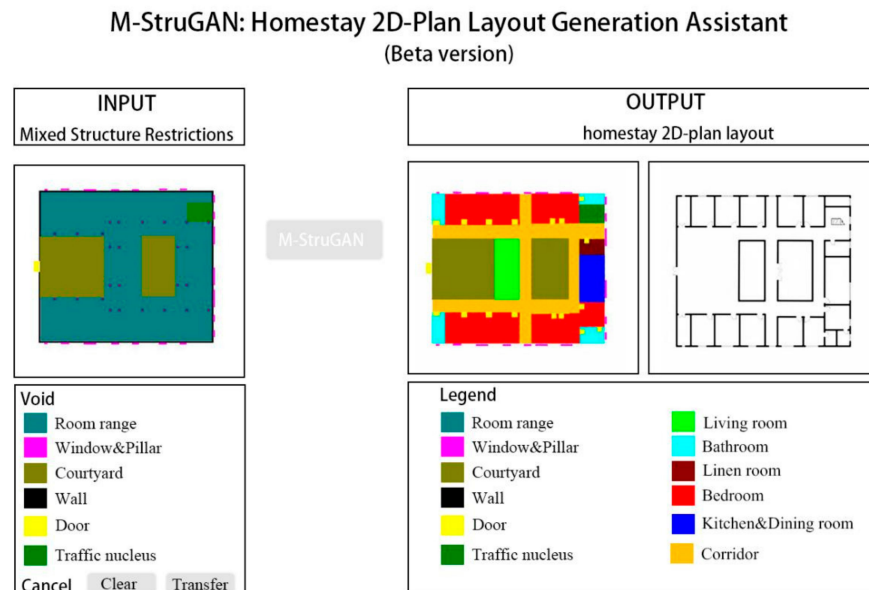 M-StruGAN: Homestay 2D-Plan Layout Generation Assistant
(Beta version)
INPUT
Mixed Structure Restrictions
M-StruGAN
OUTPUT
homestay 2D-plan layout
Void
Room range
Window&Pillar
Courtyard
Wall
Door
Traffic nucleus
Cancel Clear Transfer
Legend
Room range
Window&Pillar
Courtyard
Wall
Door
Traffic nucleus
Living room
Bathroom
Linen room
Bedroom
Kitchen&Dining room
Corridor